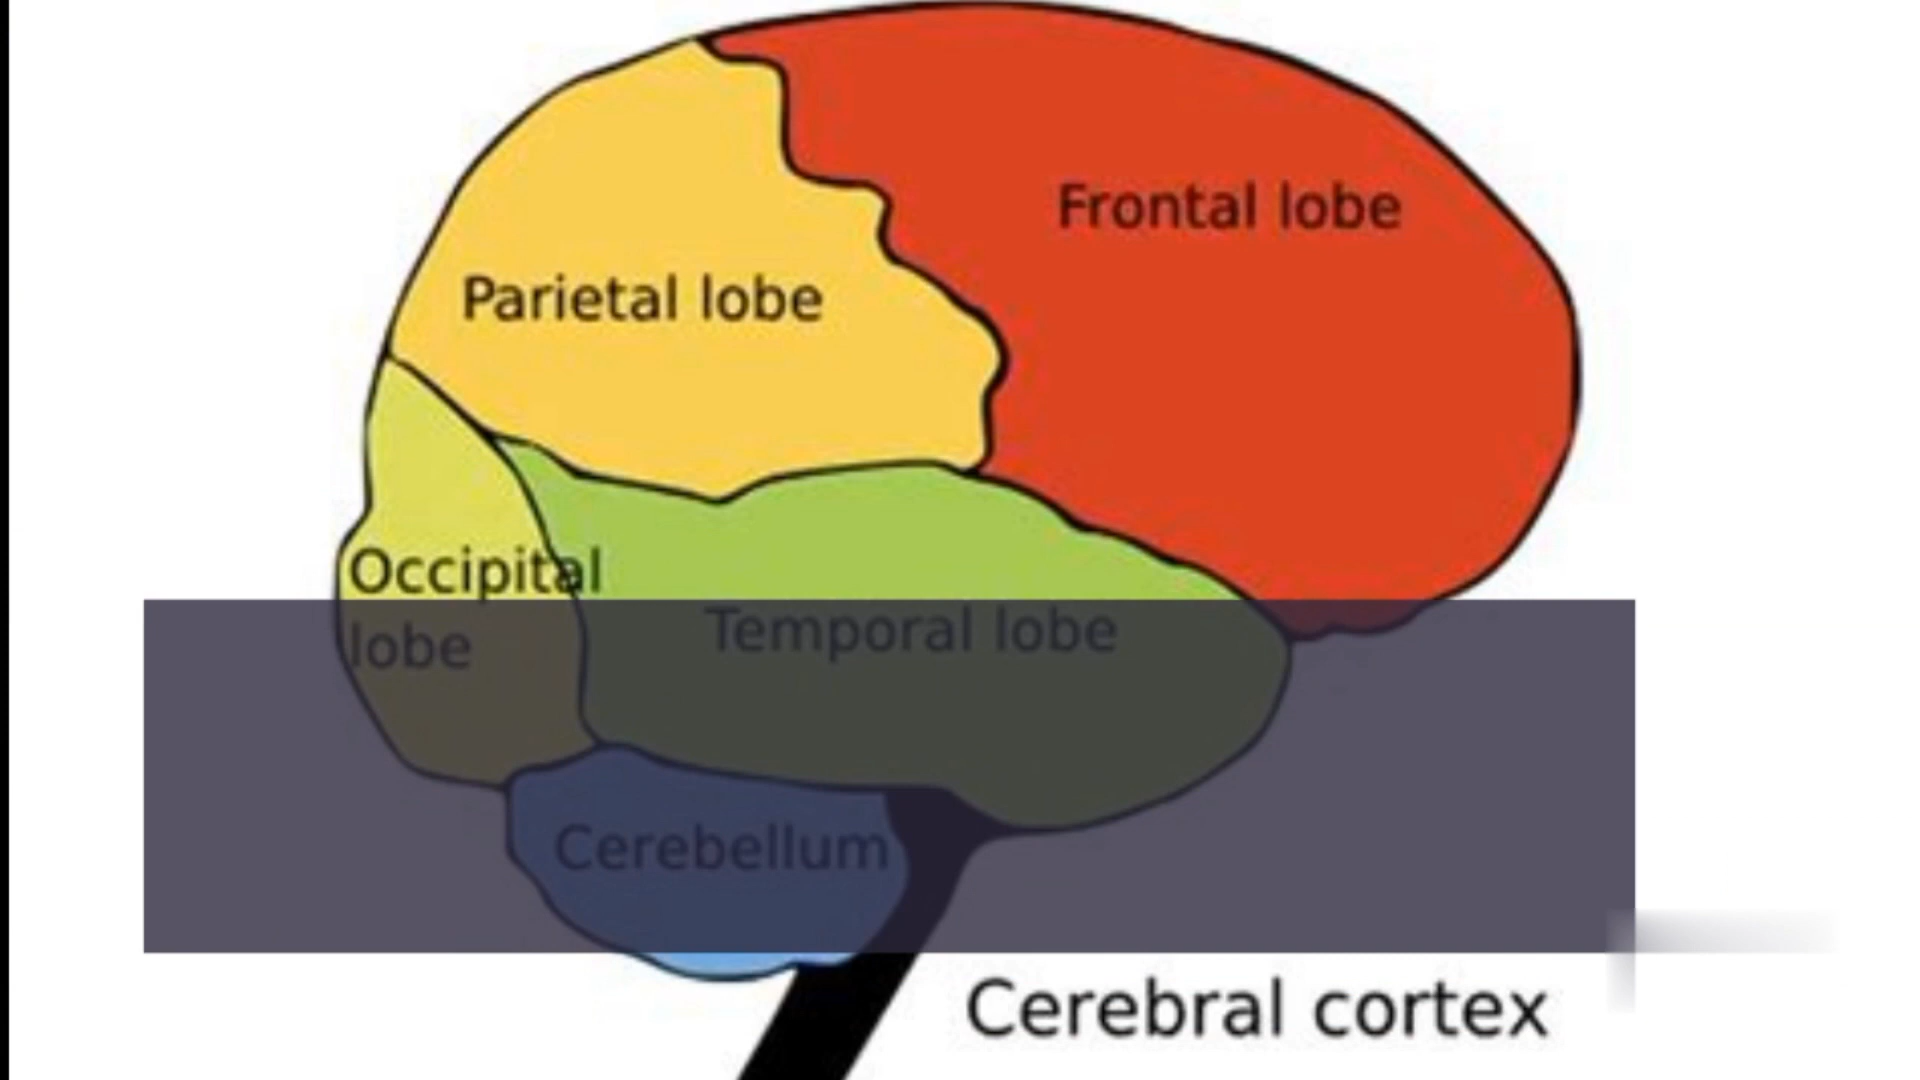 Frontal lobe
Parietal lobe
Occipital
lobe
Temporal lobe
Cerebellum
Cerebral cortex